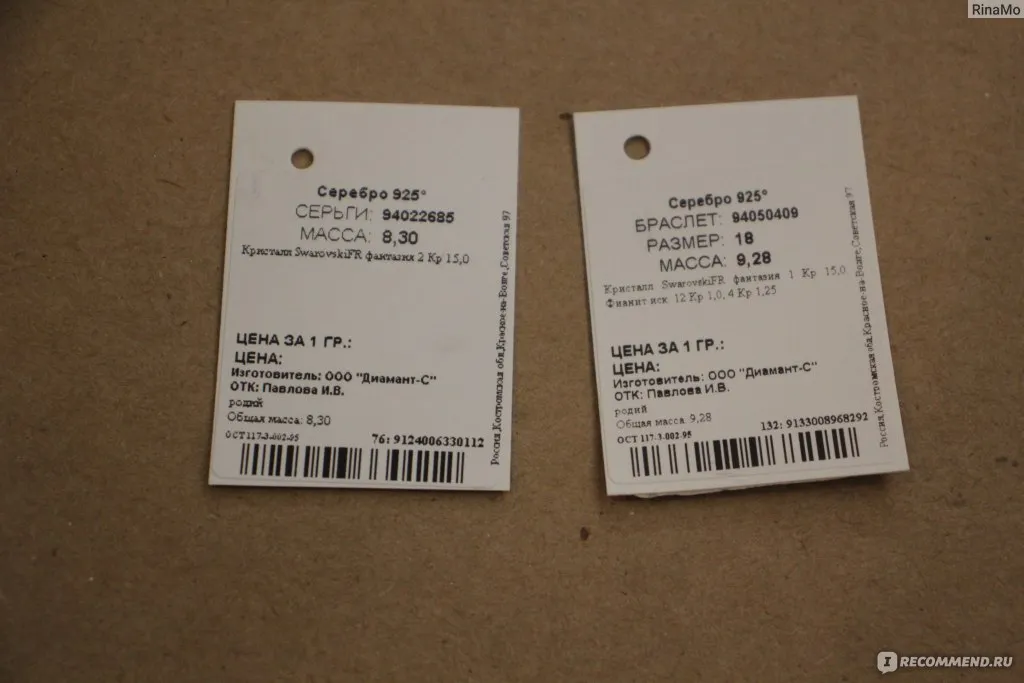 RinaMo
Серебро 925°
СЕРЬГИ: 94022685
МАССА: 8,30
Кристалл SwarovskiFR фантазия 2 Кр 15,0
ЦЕНА ЗА 1 ГР.:
ЦЕНА:
Изготовитель: ООО "Диамант-С"
ОТК: Павлова И.В.
родий
Общая масса: 8,30
ОСТ 117-3-002-95
76: 9124006330112
Россия,Костромская обл,Красное-на-Волге,Советская 97
Серебро 925°
БРАСЛЕТ: 94050409
РАЗМЕР: 18
МАССА: 9,28
Кристалл SwarovskiFR фантазия 1 Кр 15,0
Фианит иск 12 Кр 1,0, 4 Кр 1,25
ЦЕНА ЗА 1 ГР.:
ЦЕНА:
Изготовитель: ООО "Диамант-С"
ОТК: Павлова И.В.
родий
Общая масса: 9,28
ОСТ 117-3-002-95
132: 9133008968292
Россия,Костромская обл,Красное-на-Волге,Советская 97
IRECOMMEND.RU